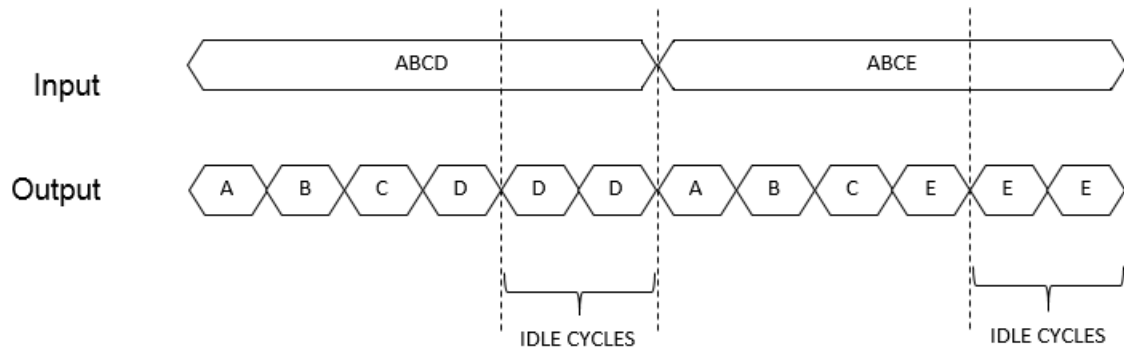 ABCD ABCE
Input
Output A B C D D D A B C E E E
IDLE CYCLES IDLE CYCLES